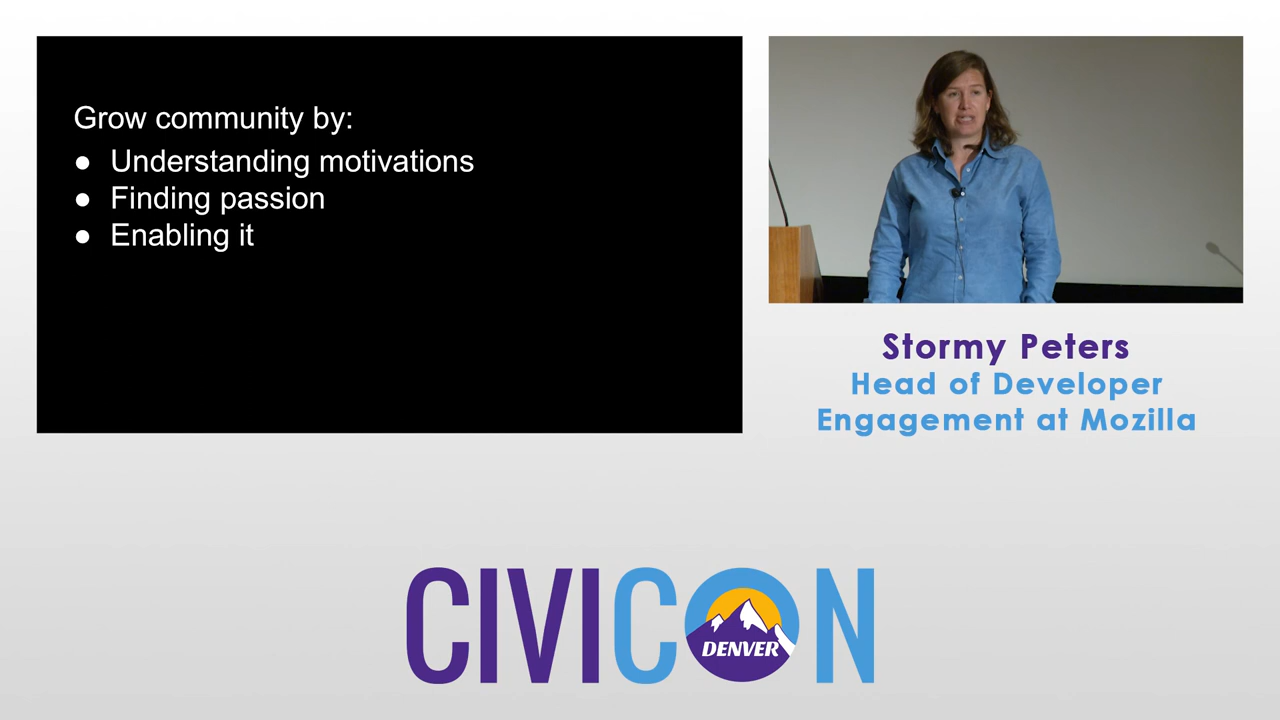 Grow community by:
● Understanding motivations
● Finding passion
● Enabling it
Stormy Peters
Head of Developer
Engagement at Mozilla
CIVICON
DENVER